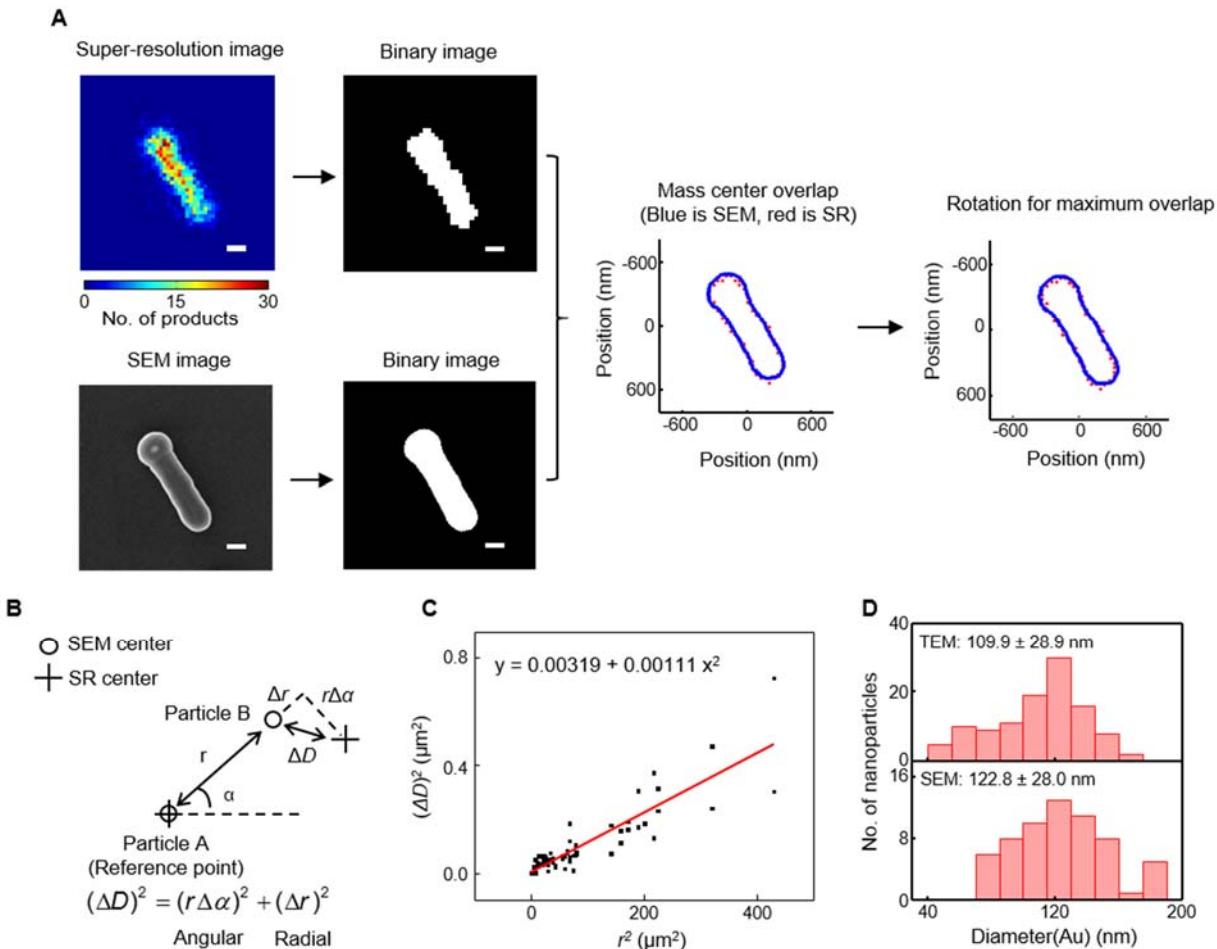 A
Super-resolution image
Binary image
0 15 30
No. of products
SEM image
Binary image
Mass center overlap
(Blue is SEM, red is SR)
Position (nm)
-600
0
600
-600 0 600
Position (nm)
Rotation for maximum overlap
Position (nm)
-600
0
600
-600 0 600
Position (nm)
B
SEM center
SR center
Particle B
Δr
rΔα
ΔD
r
α
Particle A
(Reference point)
(ΔD)² = (rΔα)² + (Δr)²
Angular Radial
C
y = 0.00319 + 0.00111 x²
(ΔD)² (μm²)
0.8
0.4
0.0
0 200 400
r² (μm²)
D
No. of nanoparticles
40
20
0
TEM: 109.9 ± 28.9 nm
16
8
0
SEM: 122.8 ± 28.0 nm
40 120 200
Diameter(Au) (nm)